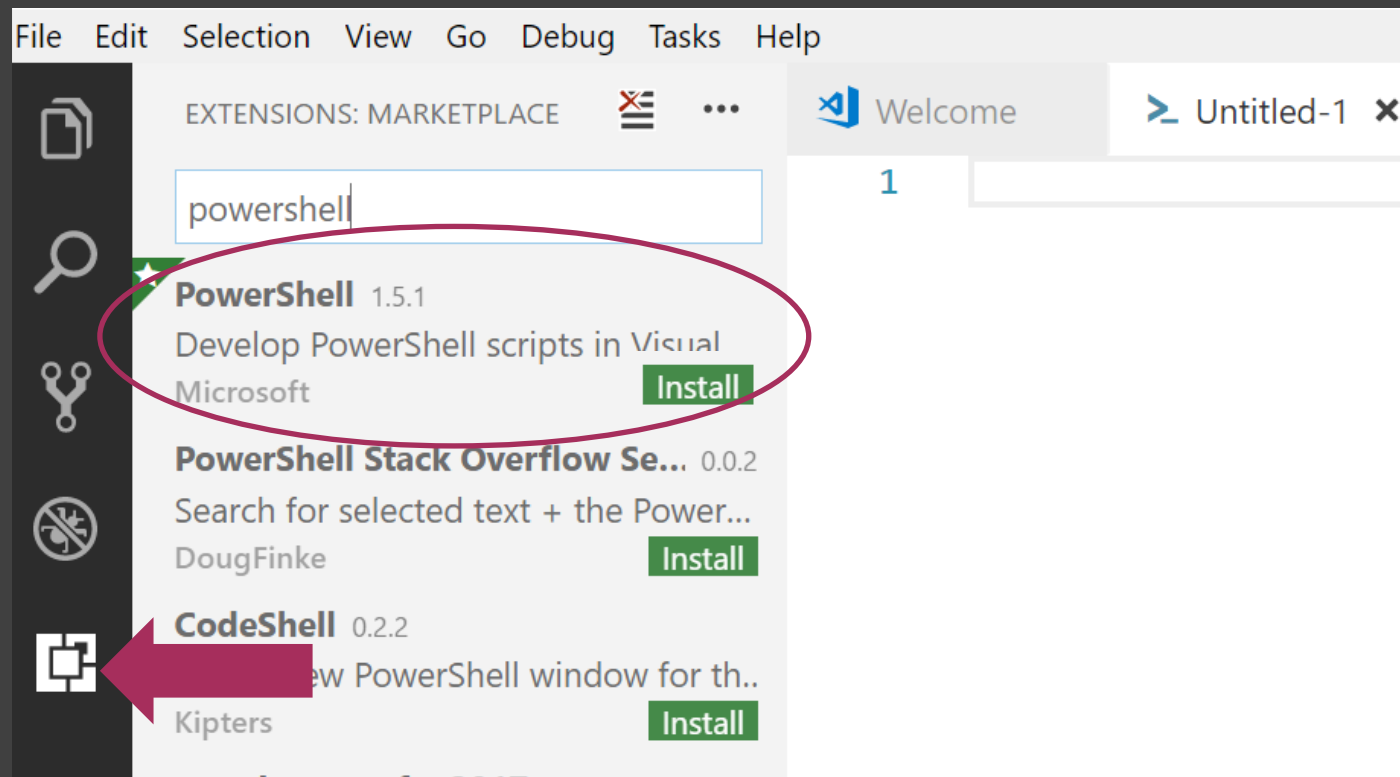 File Edit Selection View Go Debug Tasks Help
EXTENSIONS: MARKETPLACE
Welcome
Untitled-1
powershell
1
PowerShell 1.5.1
Develop PowerShell scripts in Visual
Microsoft Install
PowerShell Stack Overflow Se... 0.0.2
Search for selected text + the Power...
DougFinke Install
CodeShell 0.2.2
PowerShell window for th..
Kipters Install